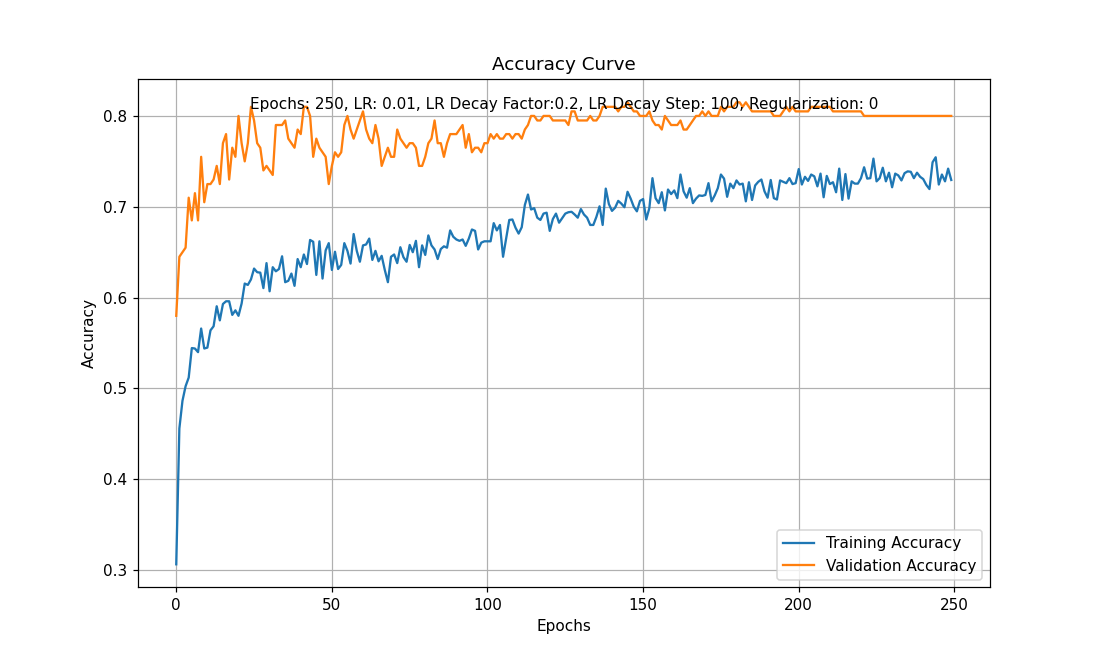 Accuracy Curve
Epochs: 250, LR: 0.01, LR Decay Factor:0.2, LR Decay Step: 100, Regularization: 0
0.8
0.7
0.6
0.5
0.4
0.3
Accuracy
Training Accuracy
Validation Accuracy
0 50 100 150 200 250
Epochs